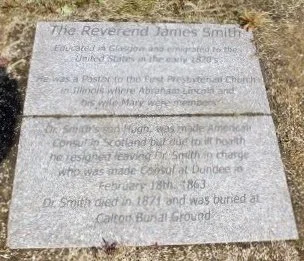 The Reverend James Smith
Educated in Glasgow and emigrated to the
United States in the early 1820's
He was a Pastor to the First Presbyterian Church
in Illinois where Abraham Lincoln and
his wife Mary were members
Dr. Smith's son Hugh, was made American
Consul in Scotland but due to ill health
he resigned leaving Dr. Smith in charge
who was made Consul at Dundee in
February 18th, 1863
Dr Smith died in 1871 and was buried at
Calton Burial Ground